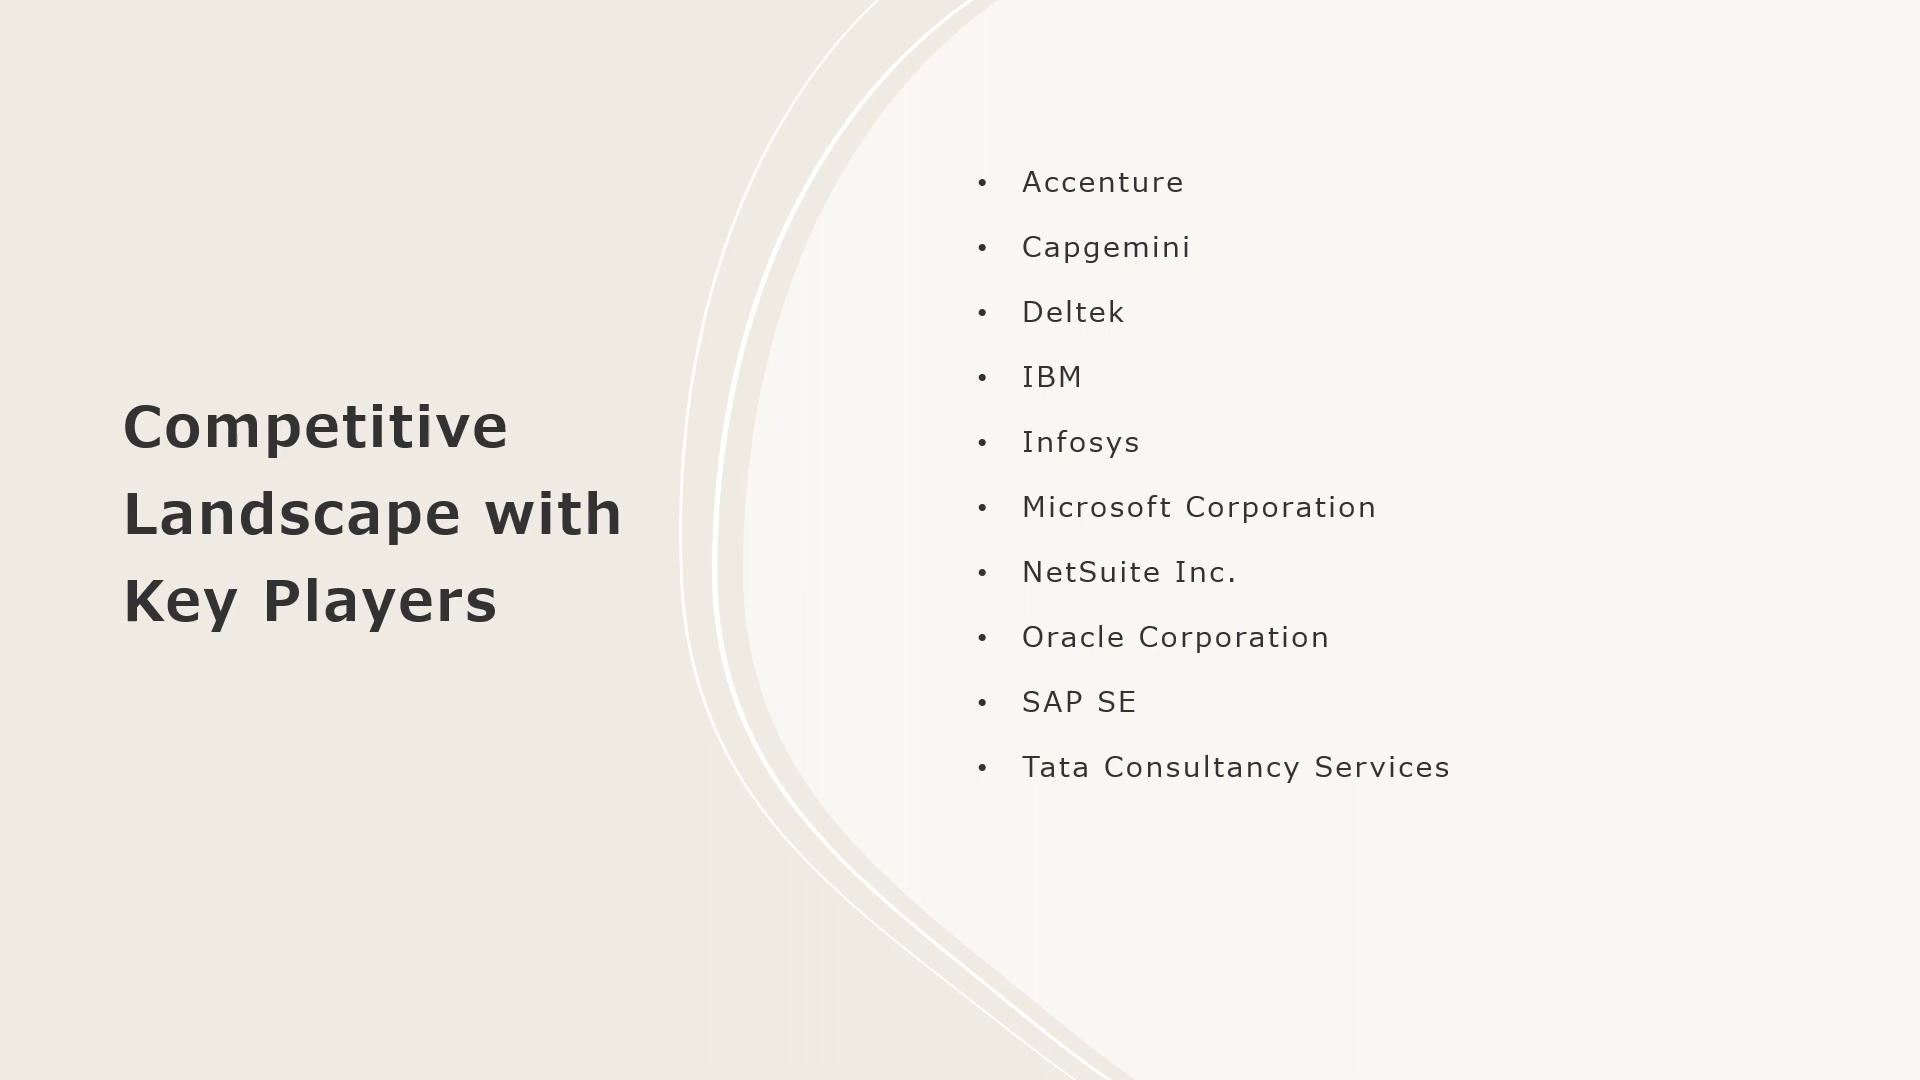 Competitive
Landscape with
Key Players
• Accenture
• Capgemini
• Deltek
• IBM
• Infosys
• Microsoft Corporation
• NetSuite Inc.
• Oracle Corporation
• SAP SE
• Tata Consultancy Services